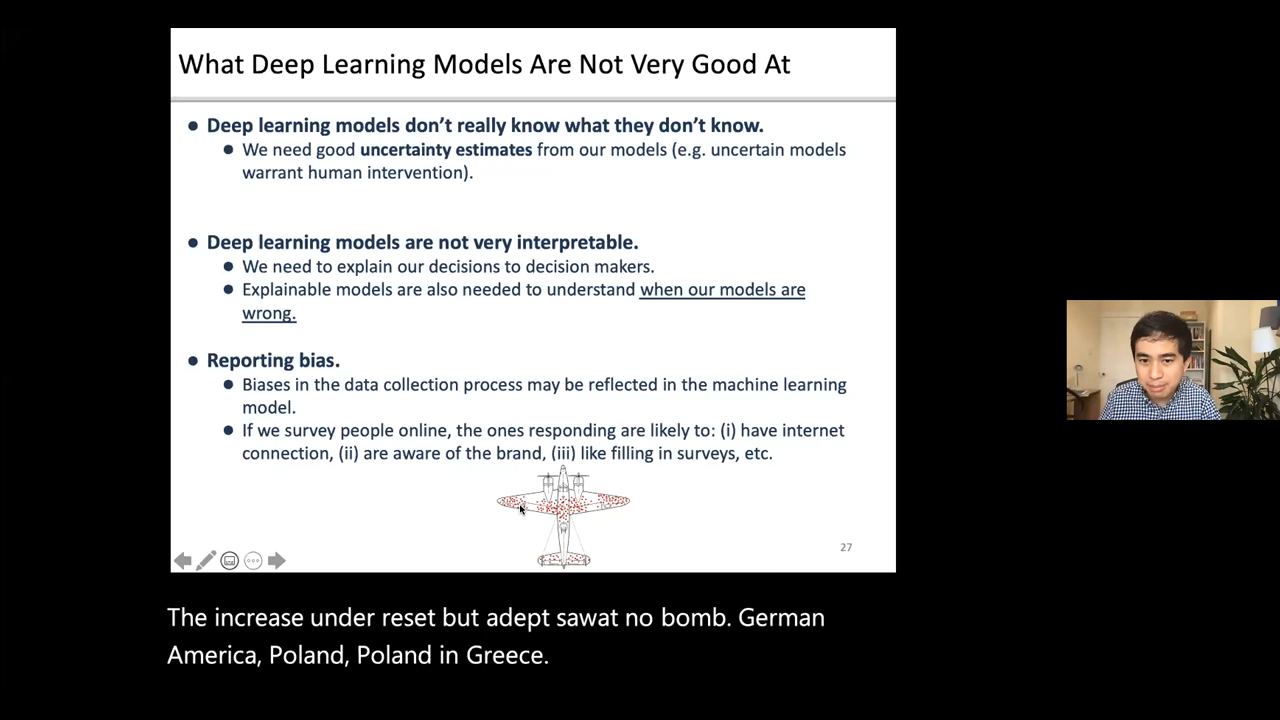 What Deep Learning Models Are Not Very Good At
● Deep learning models don't really know what they don't know.
● We need good uncertainty estimates from our models (e.g. uncertain models
warrant human intervention).
● Deep learning models are not very interpretable.
● We need to explain our decisions to decision makers.
● Explainable models are also needed to understand when our models are
wrong.
● Reporting bias.
● Biases in the data collection process may be reflected in the machine learning
model.
● If we survey people online, the ones responding are likely to: (i) have internet
connection, (ii) are aware of the brand, (iii) like filling in surveys, etc.
27
The increase under reset but adept sawat no bomb. German
America, Poland, Poland in Greece.